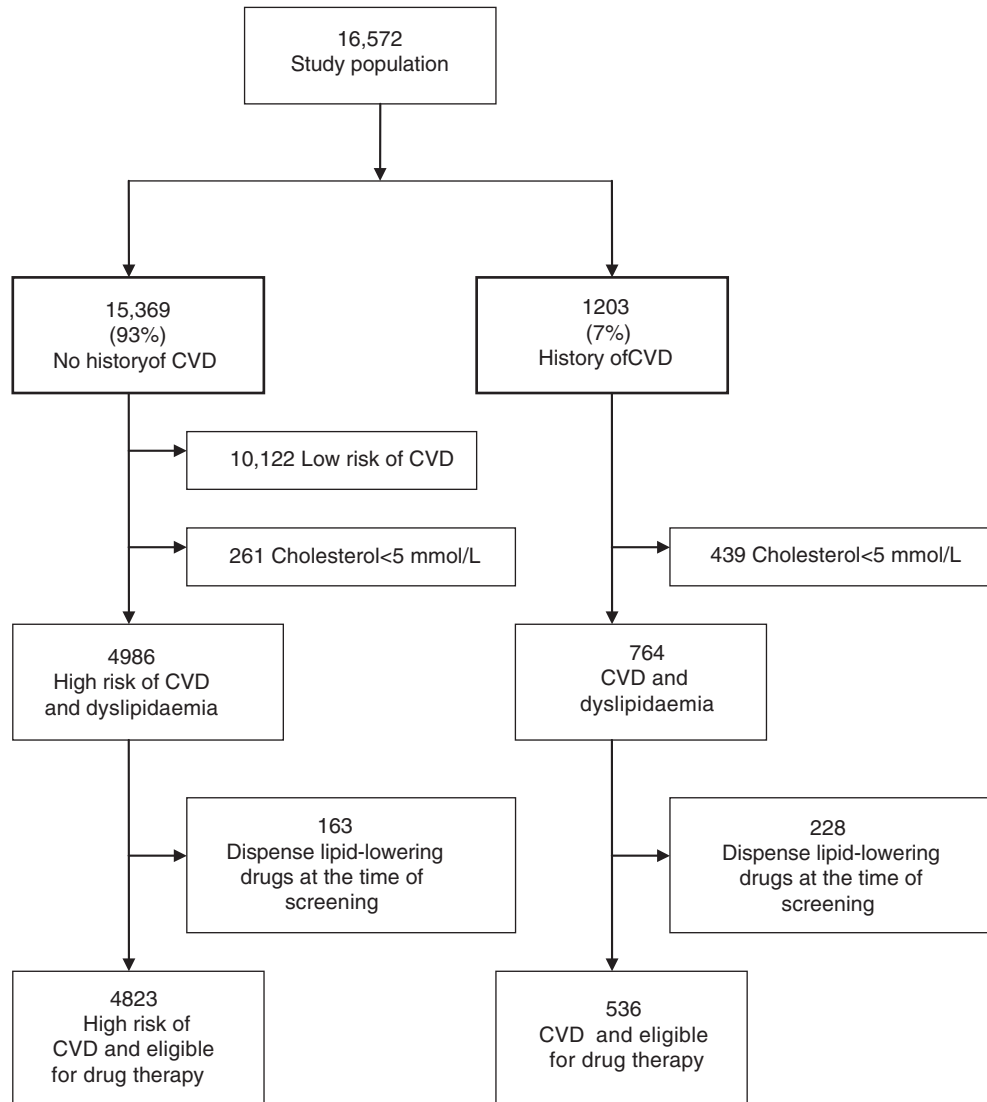 16,572
Study population
15,369
(93%)
No historyof CVD
1203
(7%)
History ofCVD
10,122 Low risk of CVD
261 Cholesterol<5 mmol/L
439 Cholesterol<5 mmol/L
4986
High risk of CVD
and dyslipidaemia
764
CVD and
dyslipidaemia
163
Dispense lipid-lowering
drugs at the time of
screening
228
Dispense lipid-lowering
drugs at the time of
screening
4823
High risk of
CVD and eligible
for drug therapy
536
CVD and eligible
for drug therapy